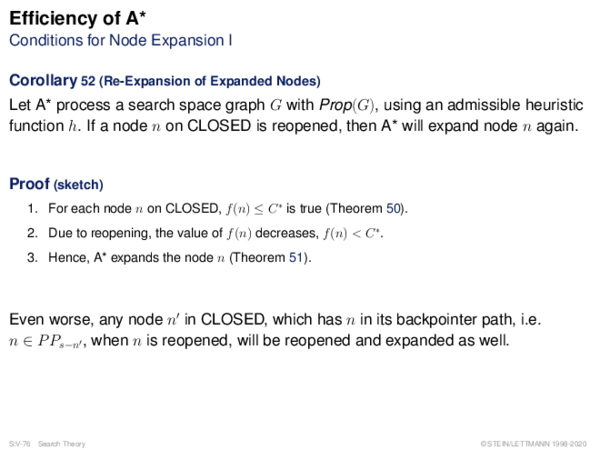 Efficiency of A*
Conditions for Node Expansion I
Corollary 52 (Re-Expansion of Expanded Nodes)
Let A* process a search space graph G with Prop(G), using an admissible heuristic
function h. If a node n on CLOSED is reopened, then A* will expand node n again.
Proof (sketch)
1. For each node n on CLOSED, f(n) ≤ C* is true (Theorem 50).
2. Due to reopening, the value of f(n) decreases, f(n) < C*.
3. Hence, A* expands the node n (Theorem 51).
Even worse, any node n′ in CLOSED, which has n in its backpointer path, i.e.
n ∈ PP_{s−n′}, when n is reopened, will be reopened and expanded as well.
S:V-76 Search Theory
©STEIN/LETTMANN 1998-2020